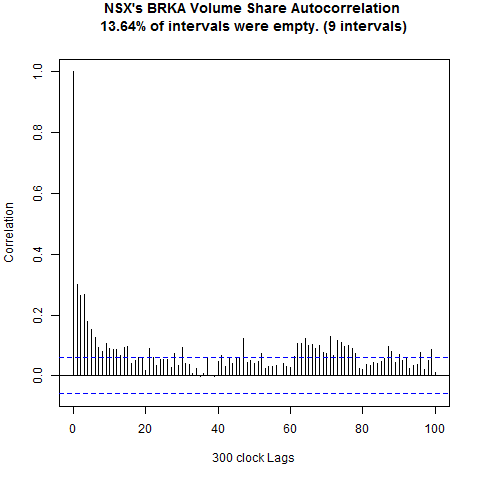 NSX's BRKA Volume Share Autocorrelation
13.64% of intervals were empty. (9 intervals)
Correlation
1.0
0.8
0.6
0.4
0.2
0.0
0 20 40 60 80 100
300 clock Lags